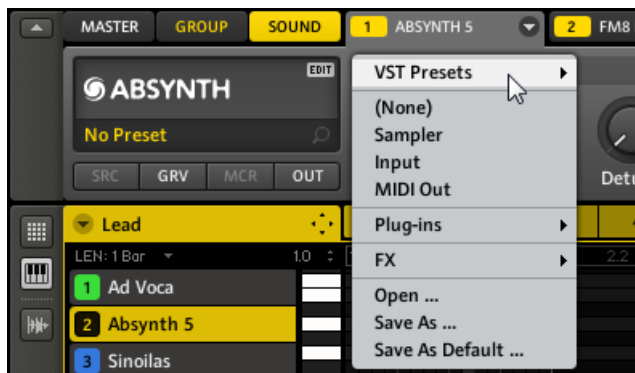 MASTER GROUP SOUND 1 ABSYNTH 5 2 FM8
ABSYNTH EDIT
No Preset
SRC GRV MCR OUT
VST Presets
(None)
Sampler
Input
MIDI Out
Plug-ins
FX
Open ...
Save As ...
Save As Default ...
Detu
Lead
LEN: 1 Bar 1.0 2.2
1 Ad Voca
2 Absynth 5
3 Sinoilas